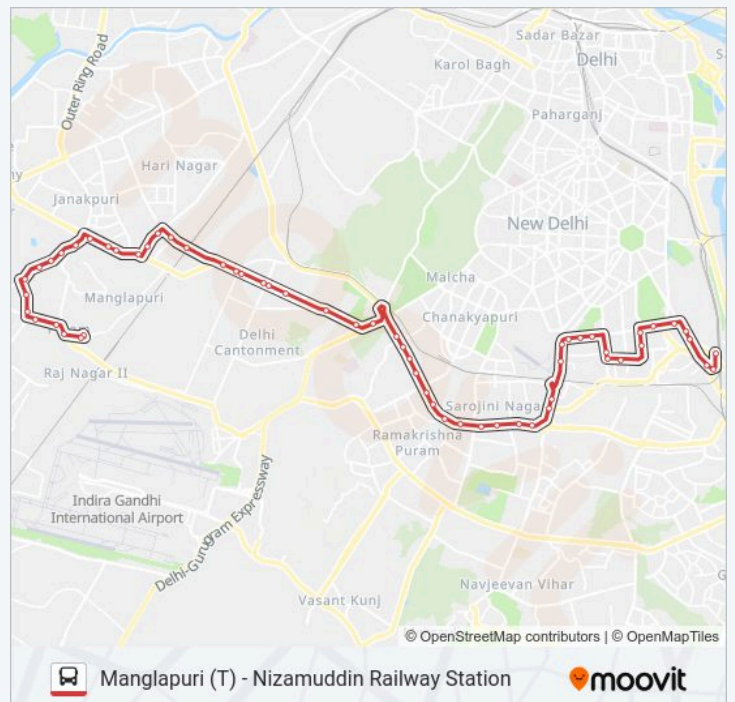 Sadar Bazar
Delhi
Karol Bagh
Outer Ring Road
Paharganj
Hari Nagar
Janakpuri
New Delhi
Malcha
Manglapuri
Chanakyapuri
Delhi
Cantonment
Raj Nagar II
Sarojini Naga
Ramakrishna
Puram
Indira Gandhi
International Airport
Delhi-Gurugram Expressway
Navjeevan Vihar
Vasant Kunj
© OpenStreetMap contributors | © OpenMapTiles
Manglapuri (T) - Nizamuddin Railway Station
moovit